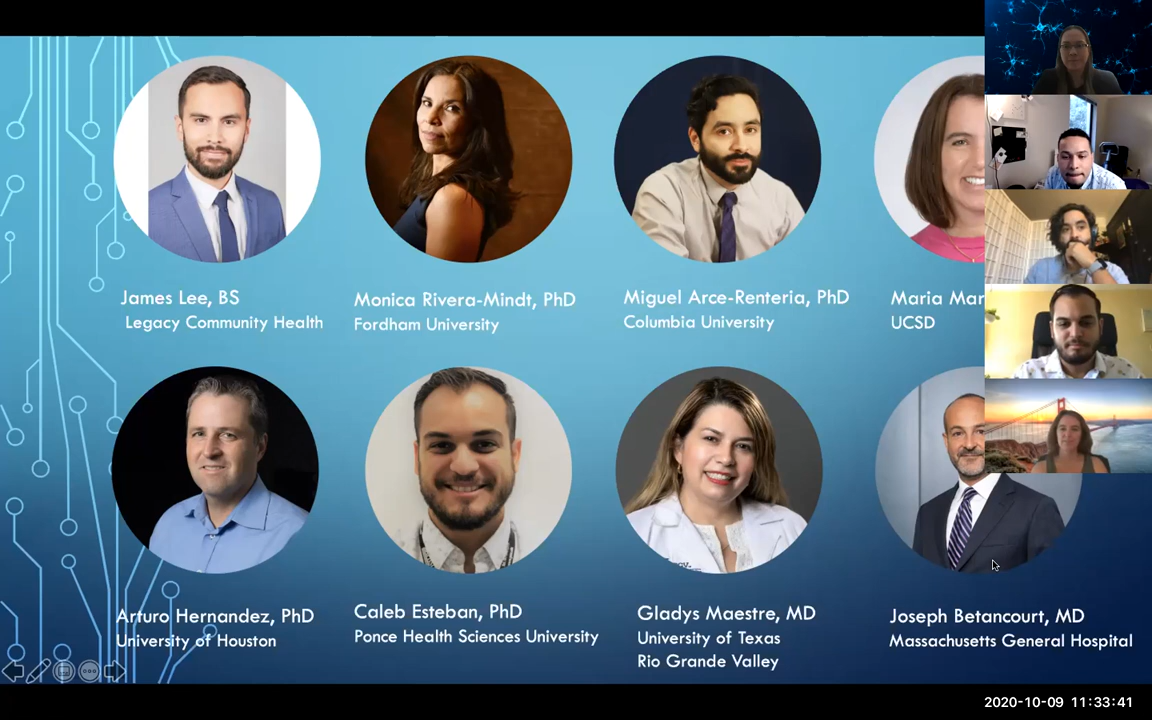 James Lee, BS
Legacy Community Health
Monica Rivera-Mindt, PhD
Fordham University
Miguel Arce-Renteria, PhD
Columbia University
Maria Mar
UCSD
Arturo Hernandez, PhD
University of Houston
Caleb Esteban, PhD
Ponce Health Sciences University
Gladys Maestre, MD
University of Texas
Rio Grande Valley
Joseph Betancourt, MD
Massachusetts General Hospital
2020-10-09 11:33:41